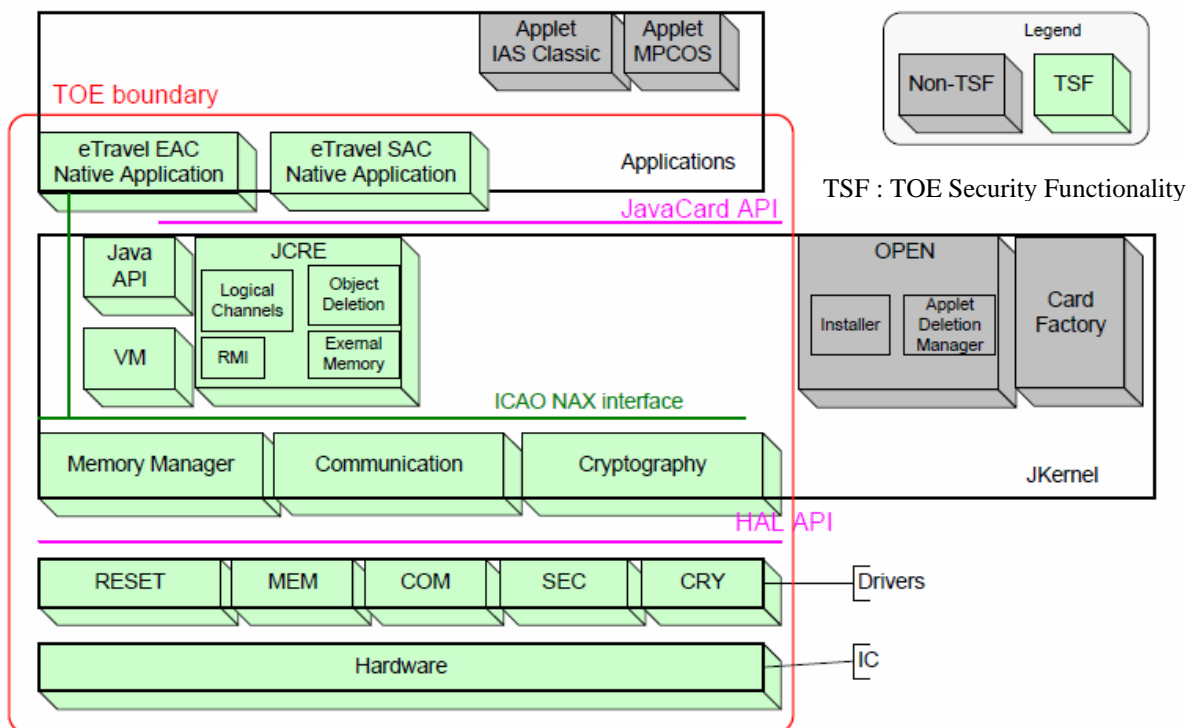 Applet
IAS Classic
Applet
MPCOS
Legend
Non-TSF
TSF
TOE boundary
eTravel EAC
Native Application
eTravel SAC
Native Application
Applications
TSF : TOE Security Functionality
JavaCard API
Java
API
JCRE
Logical
Channels
Object
Deletion
VM
RMI
Exernal
Memory
OPEN
Installer
Applet
Deletion
Manager
Card
Factory
ICAO NAX interface
Memory Manager
Communication
Cryptography
JKernel
HAL API
RESET
MEM
COM
SEC
CRY
Drivers
Hardware
IC